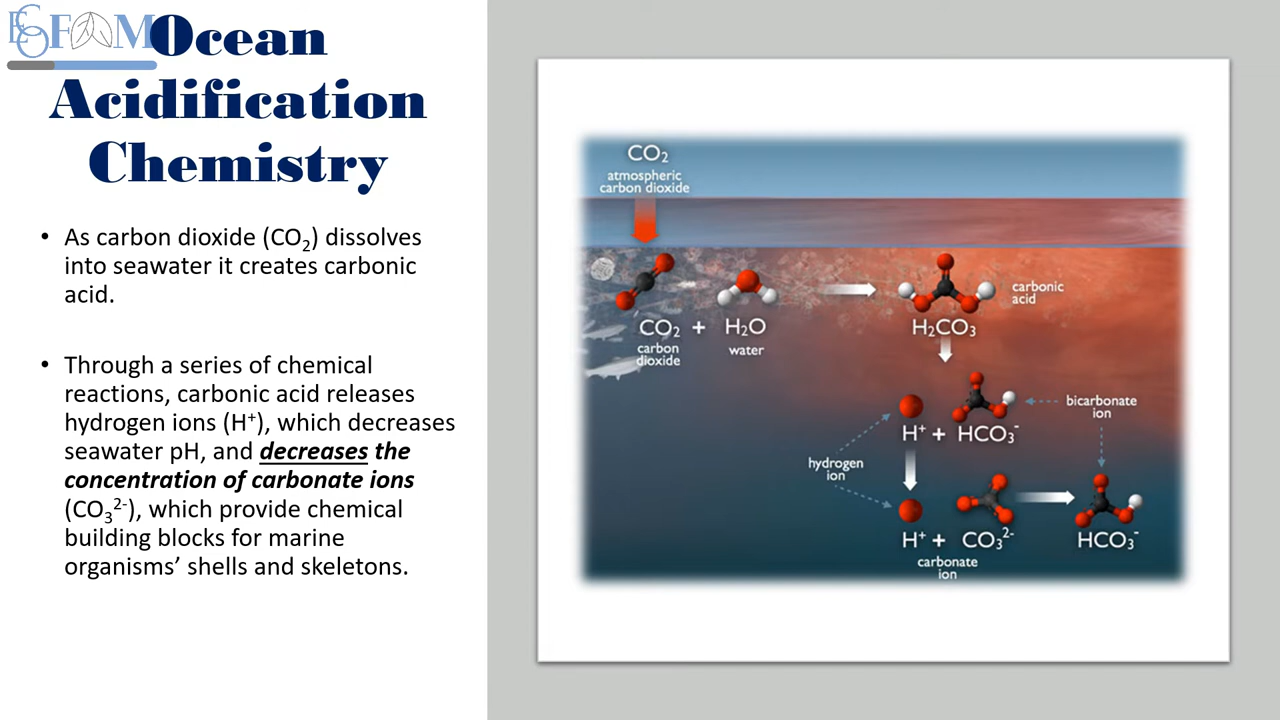 ESOFAM
Ocean
Acidification
Chemistry
• As carbon dioxide (CO₂) dissolves
into seawater it creates carbonic
acid.
• Through a series of chemical
reactions, carbonic acid releases
hydrogen ions (H⁺), which decreases
seawater pH, and decreases the
concentration of carbonate ions
(CO₃²⁻), which provide chemical
building blocks for marine
organisms’ shells and skeletons.
CO₂
atmospheric
carbon dioxide
CO₂ + H₂O
carbon
dioxide
water
H₂CO₃
carbonic
acid
H⁺ + HCO₃⁻
bicarbonate
ion
hydrogen
ion
H⁺ + CO₃²⁻
carbonate
ion
HCO₃⁻